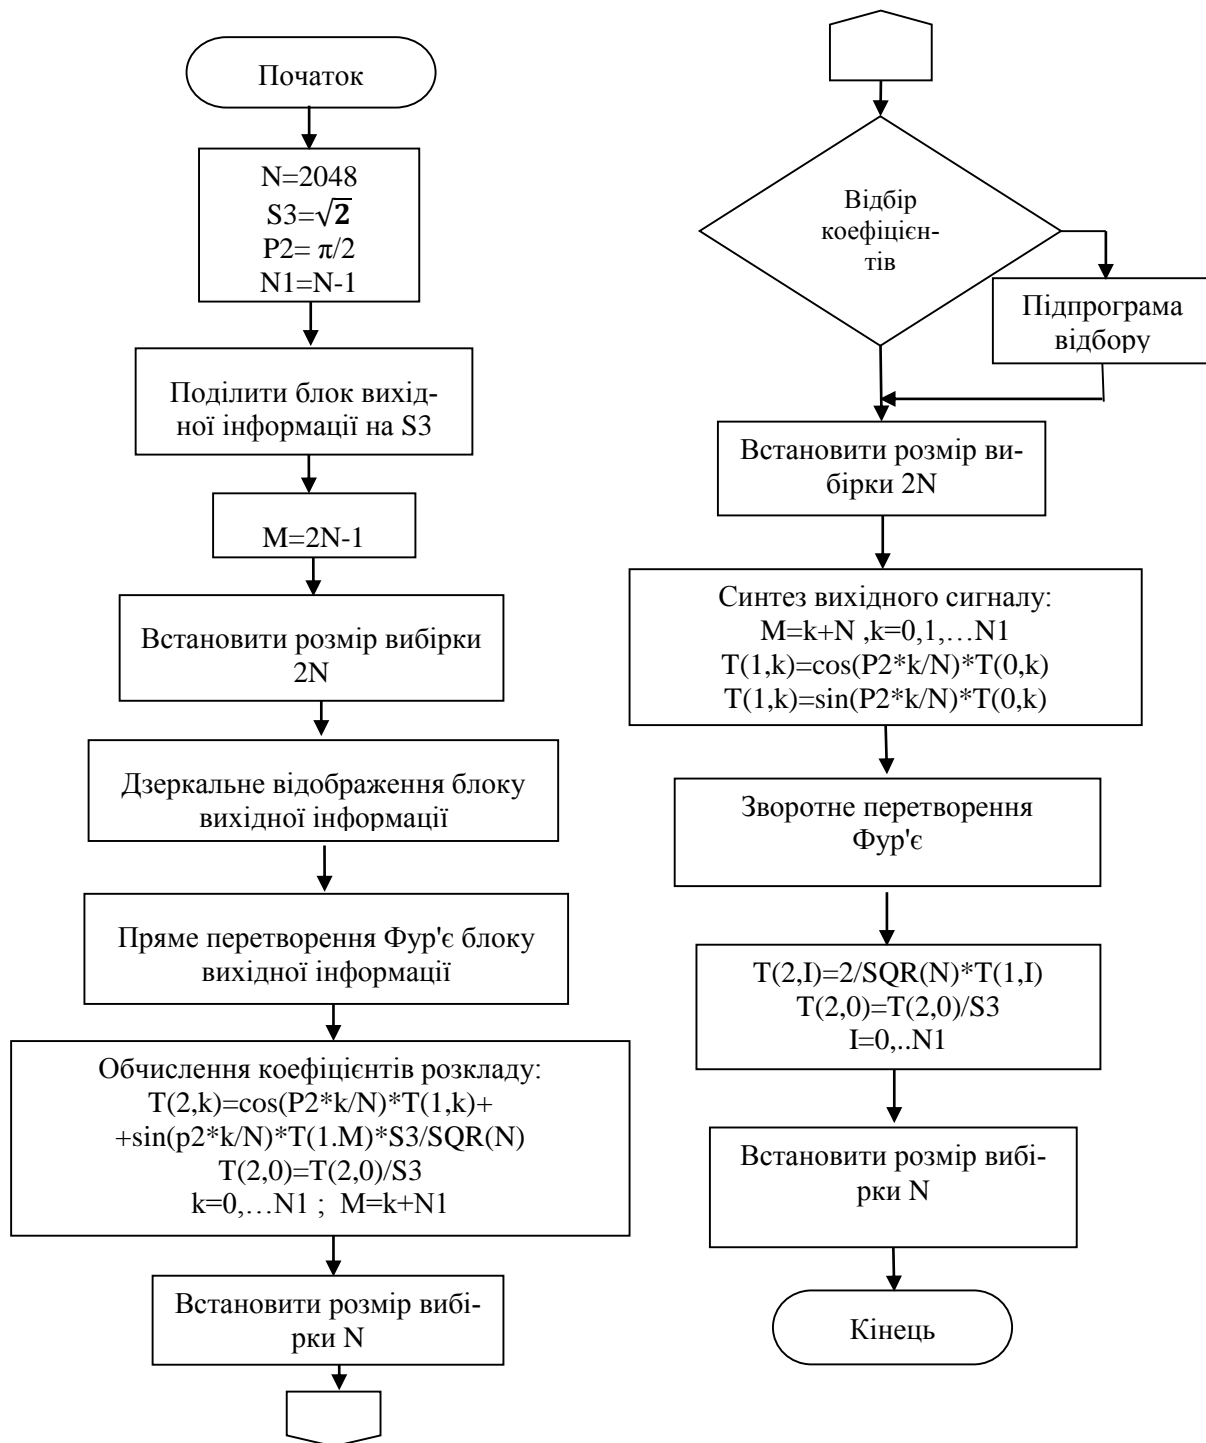 Початок
N=2048
S3=√2
P2= π/2
N1=N-1
Поділити блок вихід-
ної інформації на S3
M=2N-1
Встановити розмір вибірки
2N
Дзеркальне відображення блоку
вихідної інформації
Пряме перетворення Фур'є блоку
вихідної інформації
Обчислення коефіцієнтів розкладу:
T(2,k)=cos(P2*k/N)*T(1,k)+
+sin(p2*k/N)*T(1.M)*S3/SQR(N)
T(2,0)=T(2,0)/S3
k=0,…N1 ; M=k+N1
Встановити розмір вибі-
рки N
Відбір
коефіцієн-
тів
Підпрограма
відбору
Встановити розмір ви-
бірки 2N
Синтез вихідного сигналу:
M=k+N ,k=0,1,…N1
T(1,k)=cos(P2*k/N)*T(0,k)
T(1,k)=sin(P2*k/N)*T(0,k)
Зворотне перетворення
Фур'є
T(2,I)=2/SQR(N)*T(1,I)
T(2,0)=T(2,0)/S3
I=0,..N1
Встановити розмір вибі-
рки N
Кінець